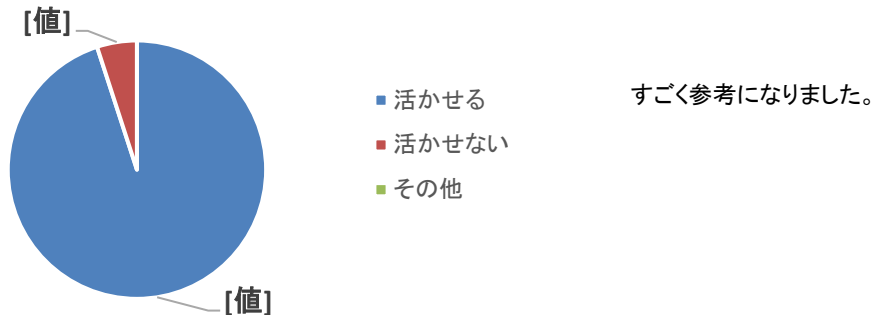 [値]
活かせる
活かせない
その他
すごく参考になりました。
[値]